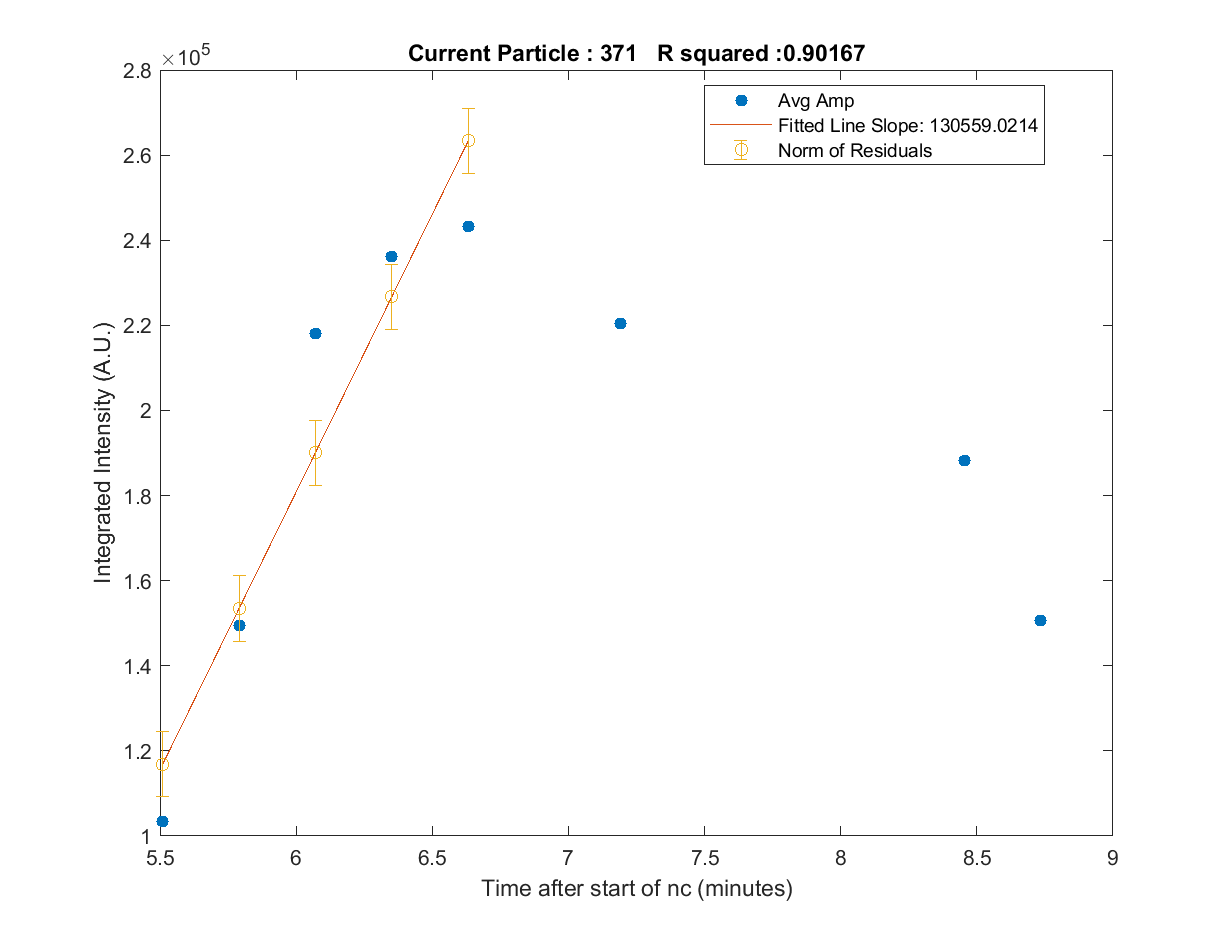 Current Particle : 371 R squared :0.90167
×10^5
2.8
2.6
2.4
2.2
2
1.8
1.6
1.4
1.2
1
5.5 6 6.5 7 7.5 8 8.5 9
Time after start of nc (minutes)
Integrated Intensity (A.U.)
Avg Amp
Fitted Line Slope: 130559.0214
Norm of Residuals